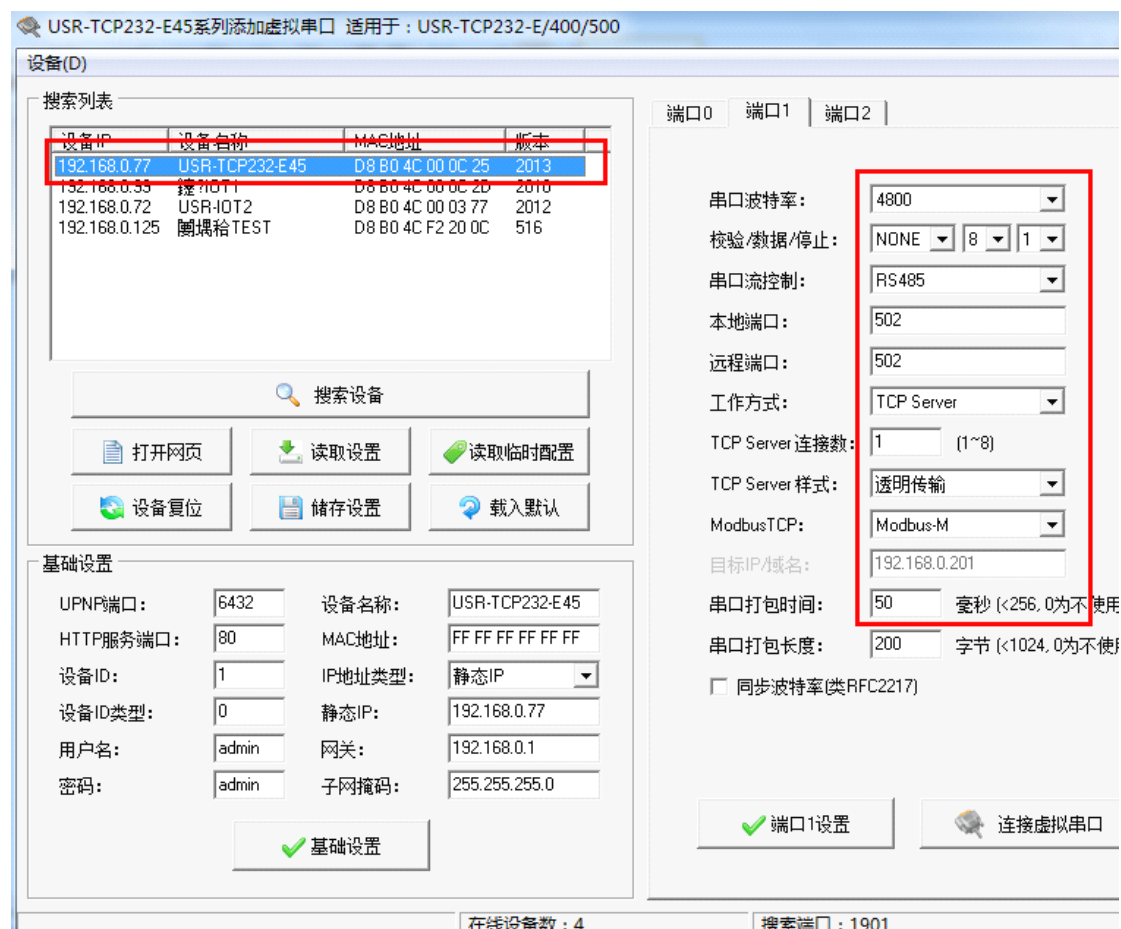 USR-TCP232-E45系列添加虚拟串口 适用于：USR-TCP232-E/400/500
设备(D)
搜索列表
设备IP 设备名称 MAC地址 版本
192.168.0.77 USR-TCP232-E45 D8 B0 4C 00 0C 25 2013
D8 B0 4C 00 0C 2D
192.168.0.72 USR-IOT2 D8 B0 4C 00 03 77 2012
192.168.0.125 TEST D8 B0 4C F2 20 0C 516
搜索设备
打开网页 读取设置 读取临时配置
设备复位 储存设置 载入默认
基础设置
UPNP端口： 6432 设备名称： USR-TCP232-E45
HTTP服务端口： 80 MAC地址： FF FF FF FF FF FF
设备ID： 1 IP地址类型： 静态IP
设备ID类型： 0 静态IP： 192.168.0.77
用户名： admin 网关： 192.168.0.1
密码： admin 子网掩码： 255.255.255.0
基础设置
端口0 端口1 端口2
串口波特率： 4800
校验/数据/停止： NONE 8 1
串口流控制： RS485
本地端口： 502
远程端口： 502
工作方式： TCP Server
TCP Server 连接数： 1 (1~8)
TCP Server 样式： 透明传输
ModbusTCP： Modbus-M
目标IP/域名： 192.168.0.201
串口打包时间： 50 毫秒 (<256, 0为不使用
串口打包长度： 200 字节 (<1024, 0为不使
同步波特率(类RFC2217)
端口1设置 连接虚拟串口
在线设备数：4 搜索端口：1901